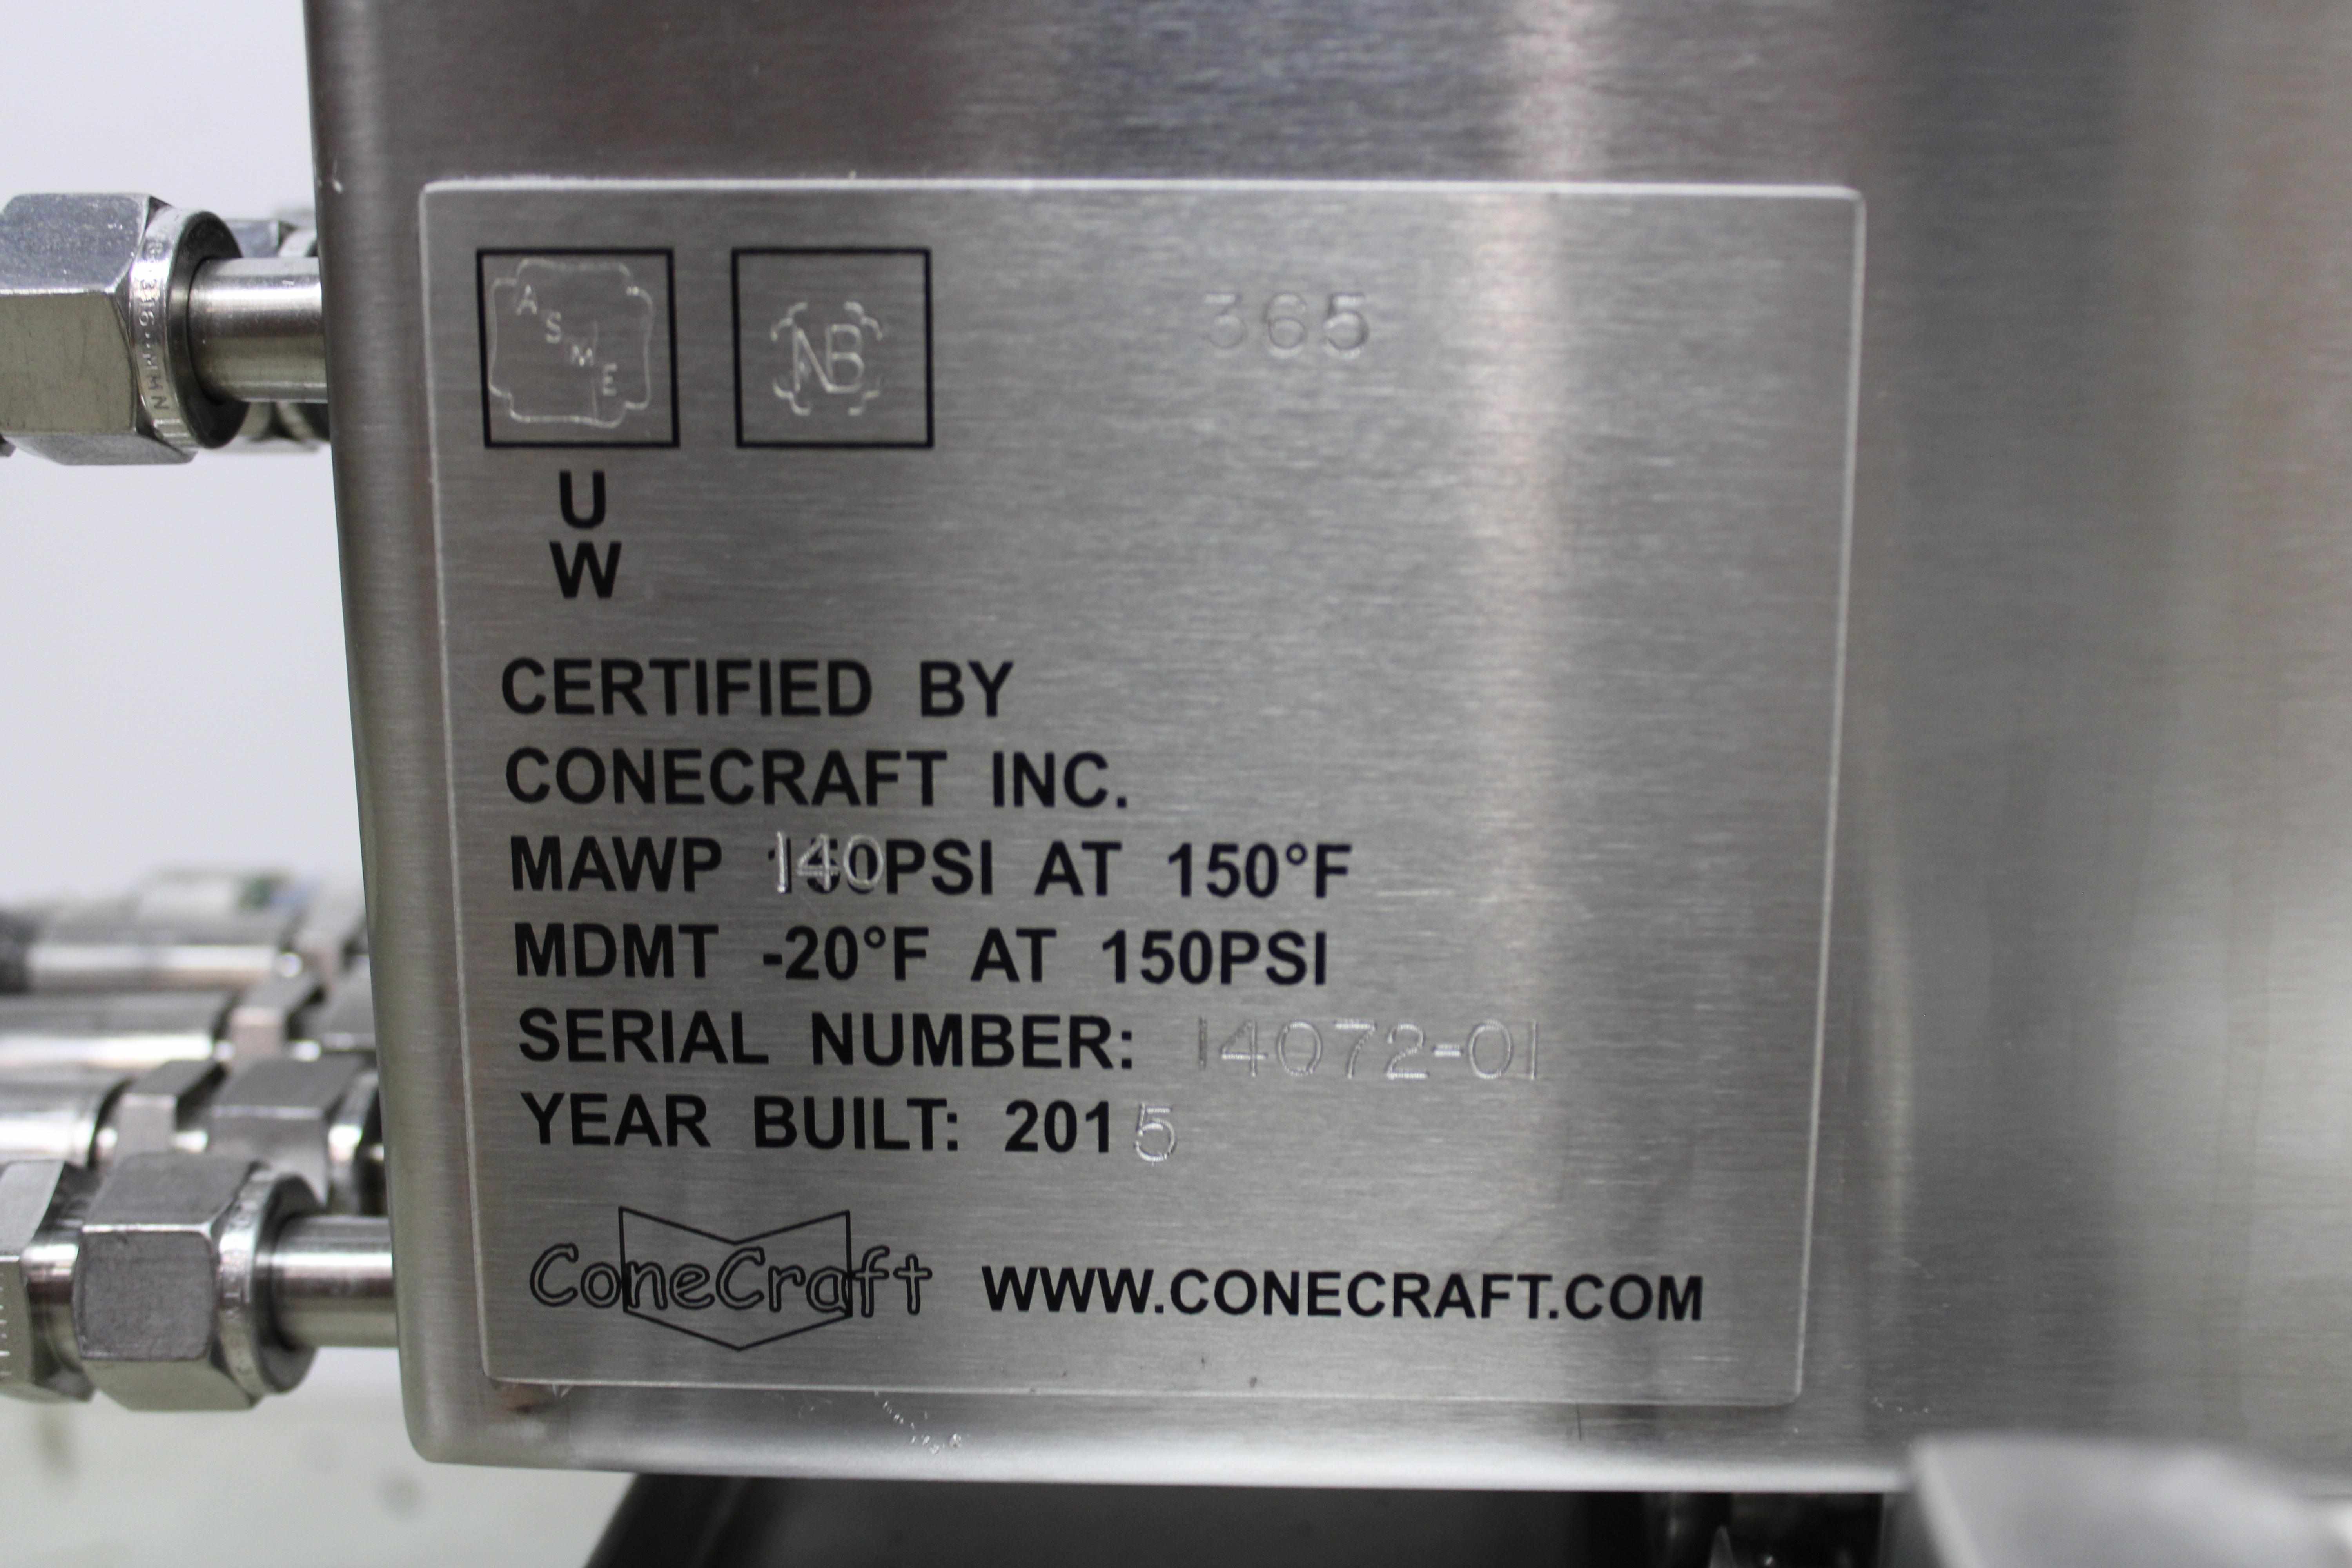 ASME
NB
365
U
W
CERTIFIED BY
CONECRAFT INC.
MAWP 140PSI AT 150°F
MDMT -20°F AT 150PSI
SERIAL NUMBER: 14072-01
YEAR BUILT: 2015
ConeCraft WWW.CONECRAFT.COM